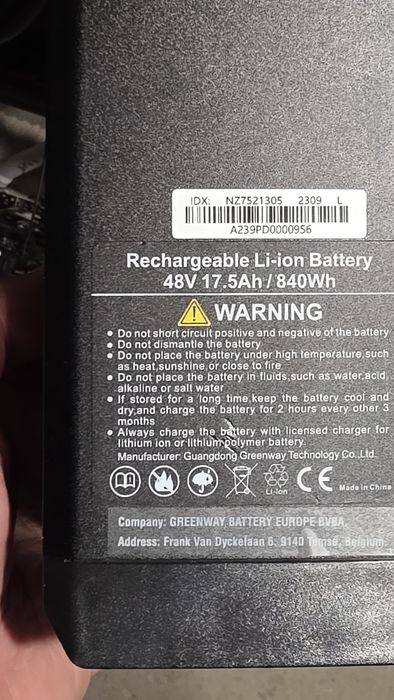 IDX: NZ7521305 2309 L
A239PD0000956
Rechargeable Li-ion Battery
48V 17.5Ah / 840Wh
WARNING
• Do not short circuit positive and negative of the battery
• Do not dismantle the battery
• Do not place the battery under high temperature,such
as heat,sunshine or close to fire
• Do not place the battery in fluids,such as water,acid,
alkaline or salt water
• If stored for a long time,keep the battery cool and
dry,and charge the battery for 2 hours every other 3
months
• Always charge the battery with licensed charger for
lithium ion or lithium polymer battery.
Manufacturer: Guangdong Greenway Technology Co.,Ltd.
Li-ion
CE
Made in China
Company: GREENWAY BATTERY EUROPE BVBA
Address: Frank Van Dyckelaan 6; 9140 Temse, Belgium.